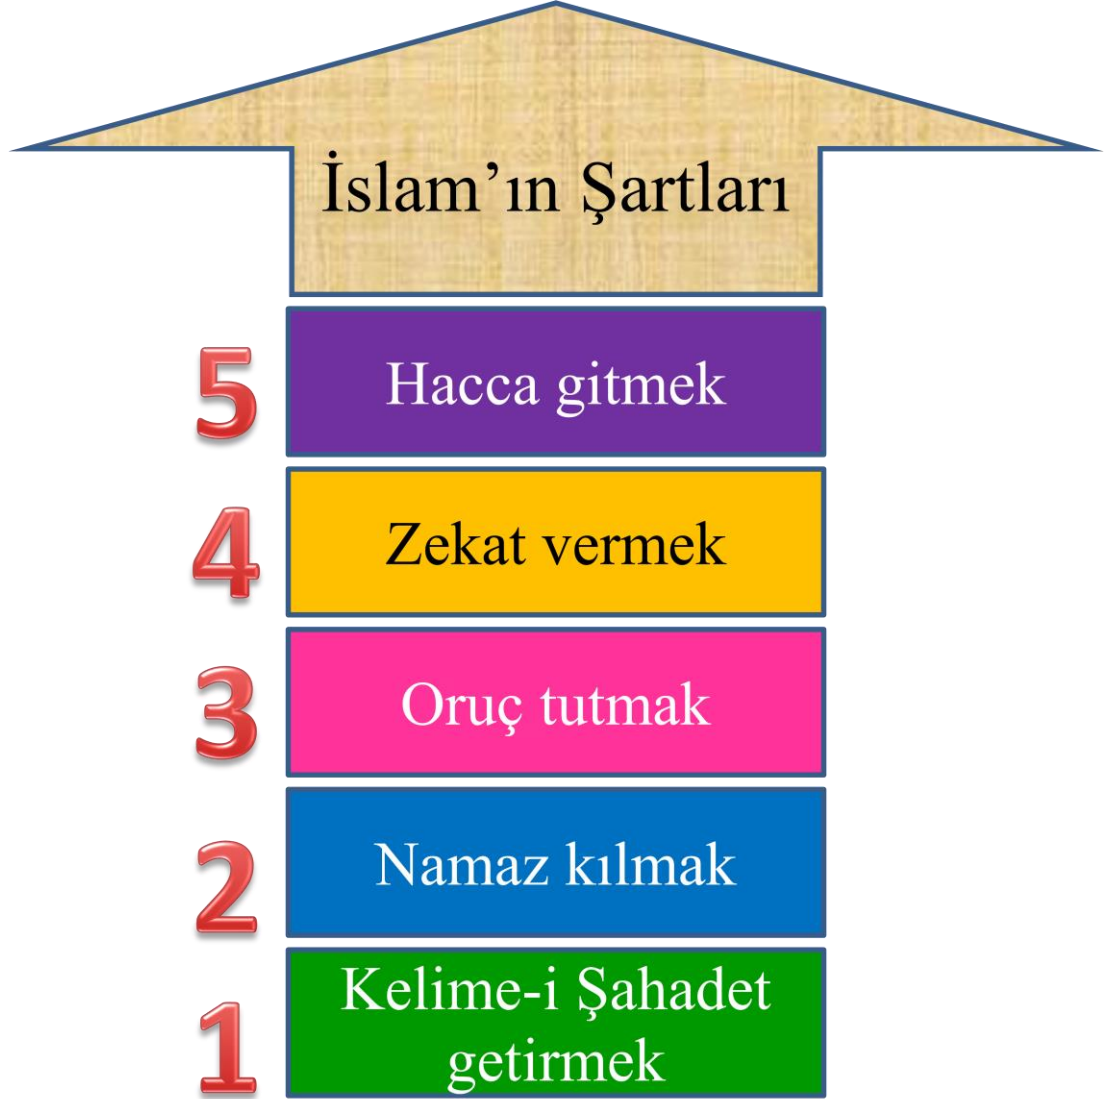 İslam’ın Şartları
5
Hacca gitmek
4
Zekat vermek
3
Oruç tutmak
2
Namaz kılmak
1
Kelime-i Şahadet
getirmek